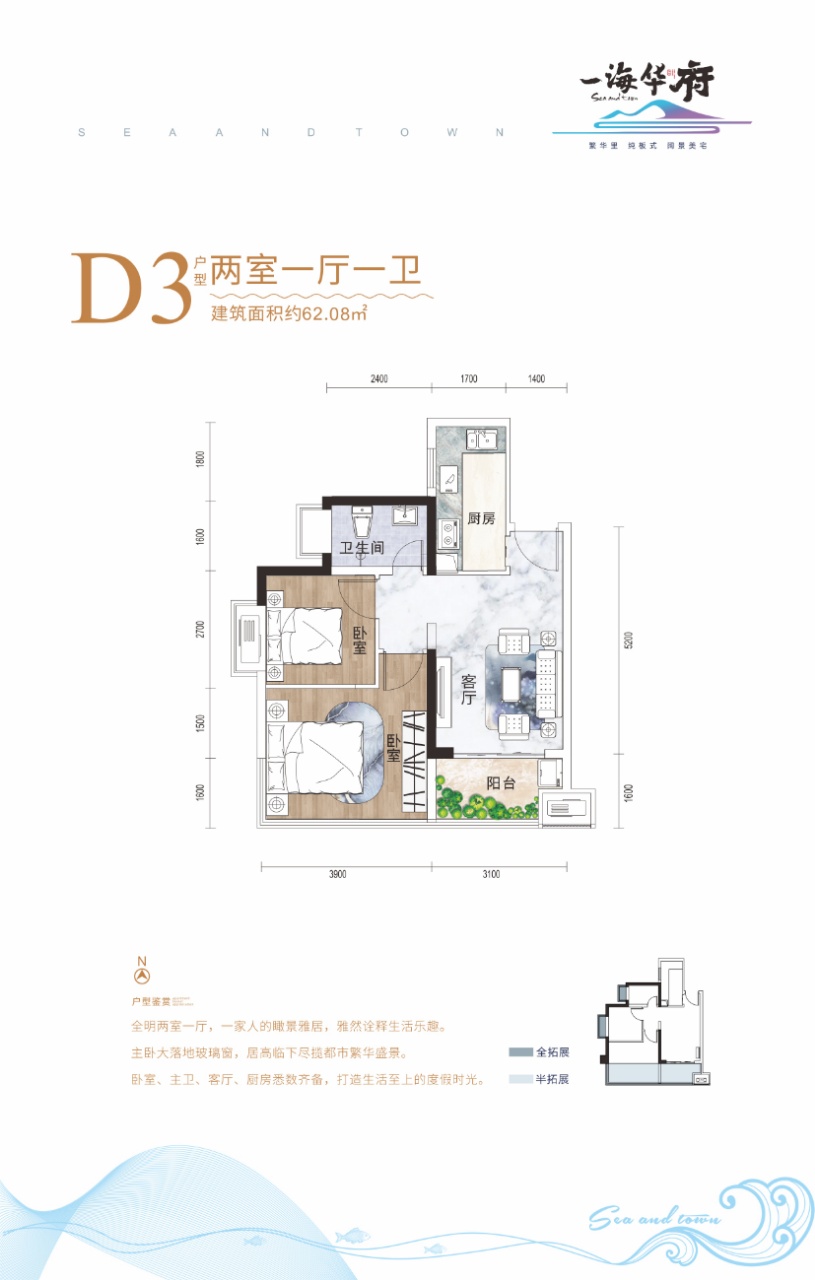 一海华府
Sea and town
繁华里 纯板式 阔景美宅
SEA AND TOWN
D3
户型
两室一厅一卫
建筑面积约62.08㎡
2400 1700 1400
1800
1600
2700
1500
1600
5200
1600
厨房
卫生间
卧室
客厅
卧室
阳台
3900 3100
N
户型鉴赏
全明两室一厅，一家人的瞰景雅居，雅然诠释生活乐趣。
主卧大落地玻璃窗，居高临下尽揽都市繁华盛景。
卧室、主卫、客厅、厨房悉数齐备，打造生活至上的度假时光。
全拓展
半拓展
Sea and town